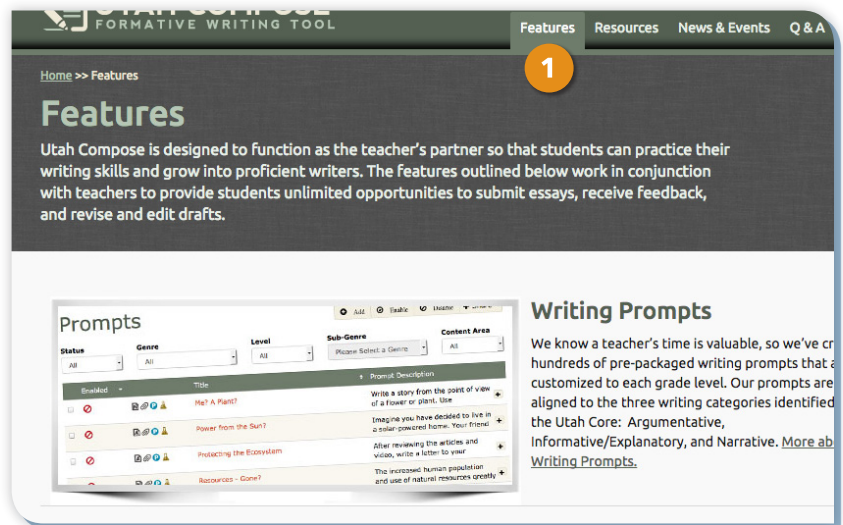 UTAH COMPOSE
FORMATIVE WRITING TOOL
Features Resources News & Events Q & A
1
Home >> Features
Features
Utah Compose is designed to function as the teacher's partner so that students can practice their
writing skills and grow into proficient writers. The features outlined below work in conjunction
with teachers to provide students unlimited opportunities to submit essays, receive feedback,
and revise and edit drafts.
Prompts
Add Enable Disable Share
Status Genre Level Sub-Genre Content Area
All All All Please Select a Genre All
Enabled Title Prompt Description
Me? A Plant?
Write a story from the point of view
of a flower or plant. Use
Power from the Sun?
Imagine you have decided to live in
a solar-powered home. Your friend
Protecting the Ecosystem
After reviewing the articles and
video, write a letter to your
Resources - Gone?
The increased human population
and use of natural resources greatly
Writing Prompts
We know a teacher's time is valuable, so we've cr
hundreds of pre-packaged writing prompts that a
customized to each grade level. Our prompts are
aligned to the three writing categories identified
the Utah Core: Argumentative,
Informative/Explanatory, and Narrative. More ab
Writing Prompts.